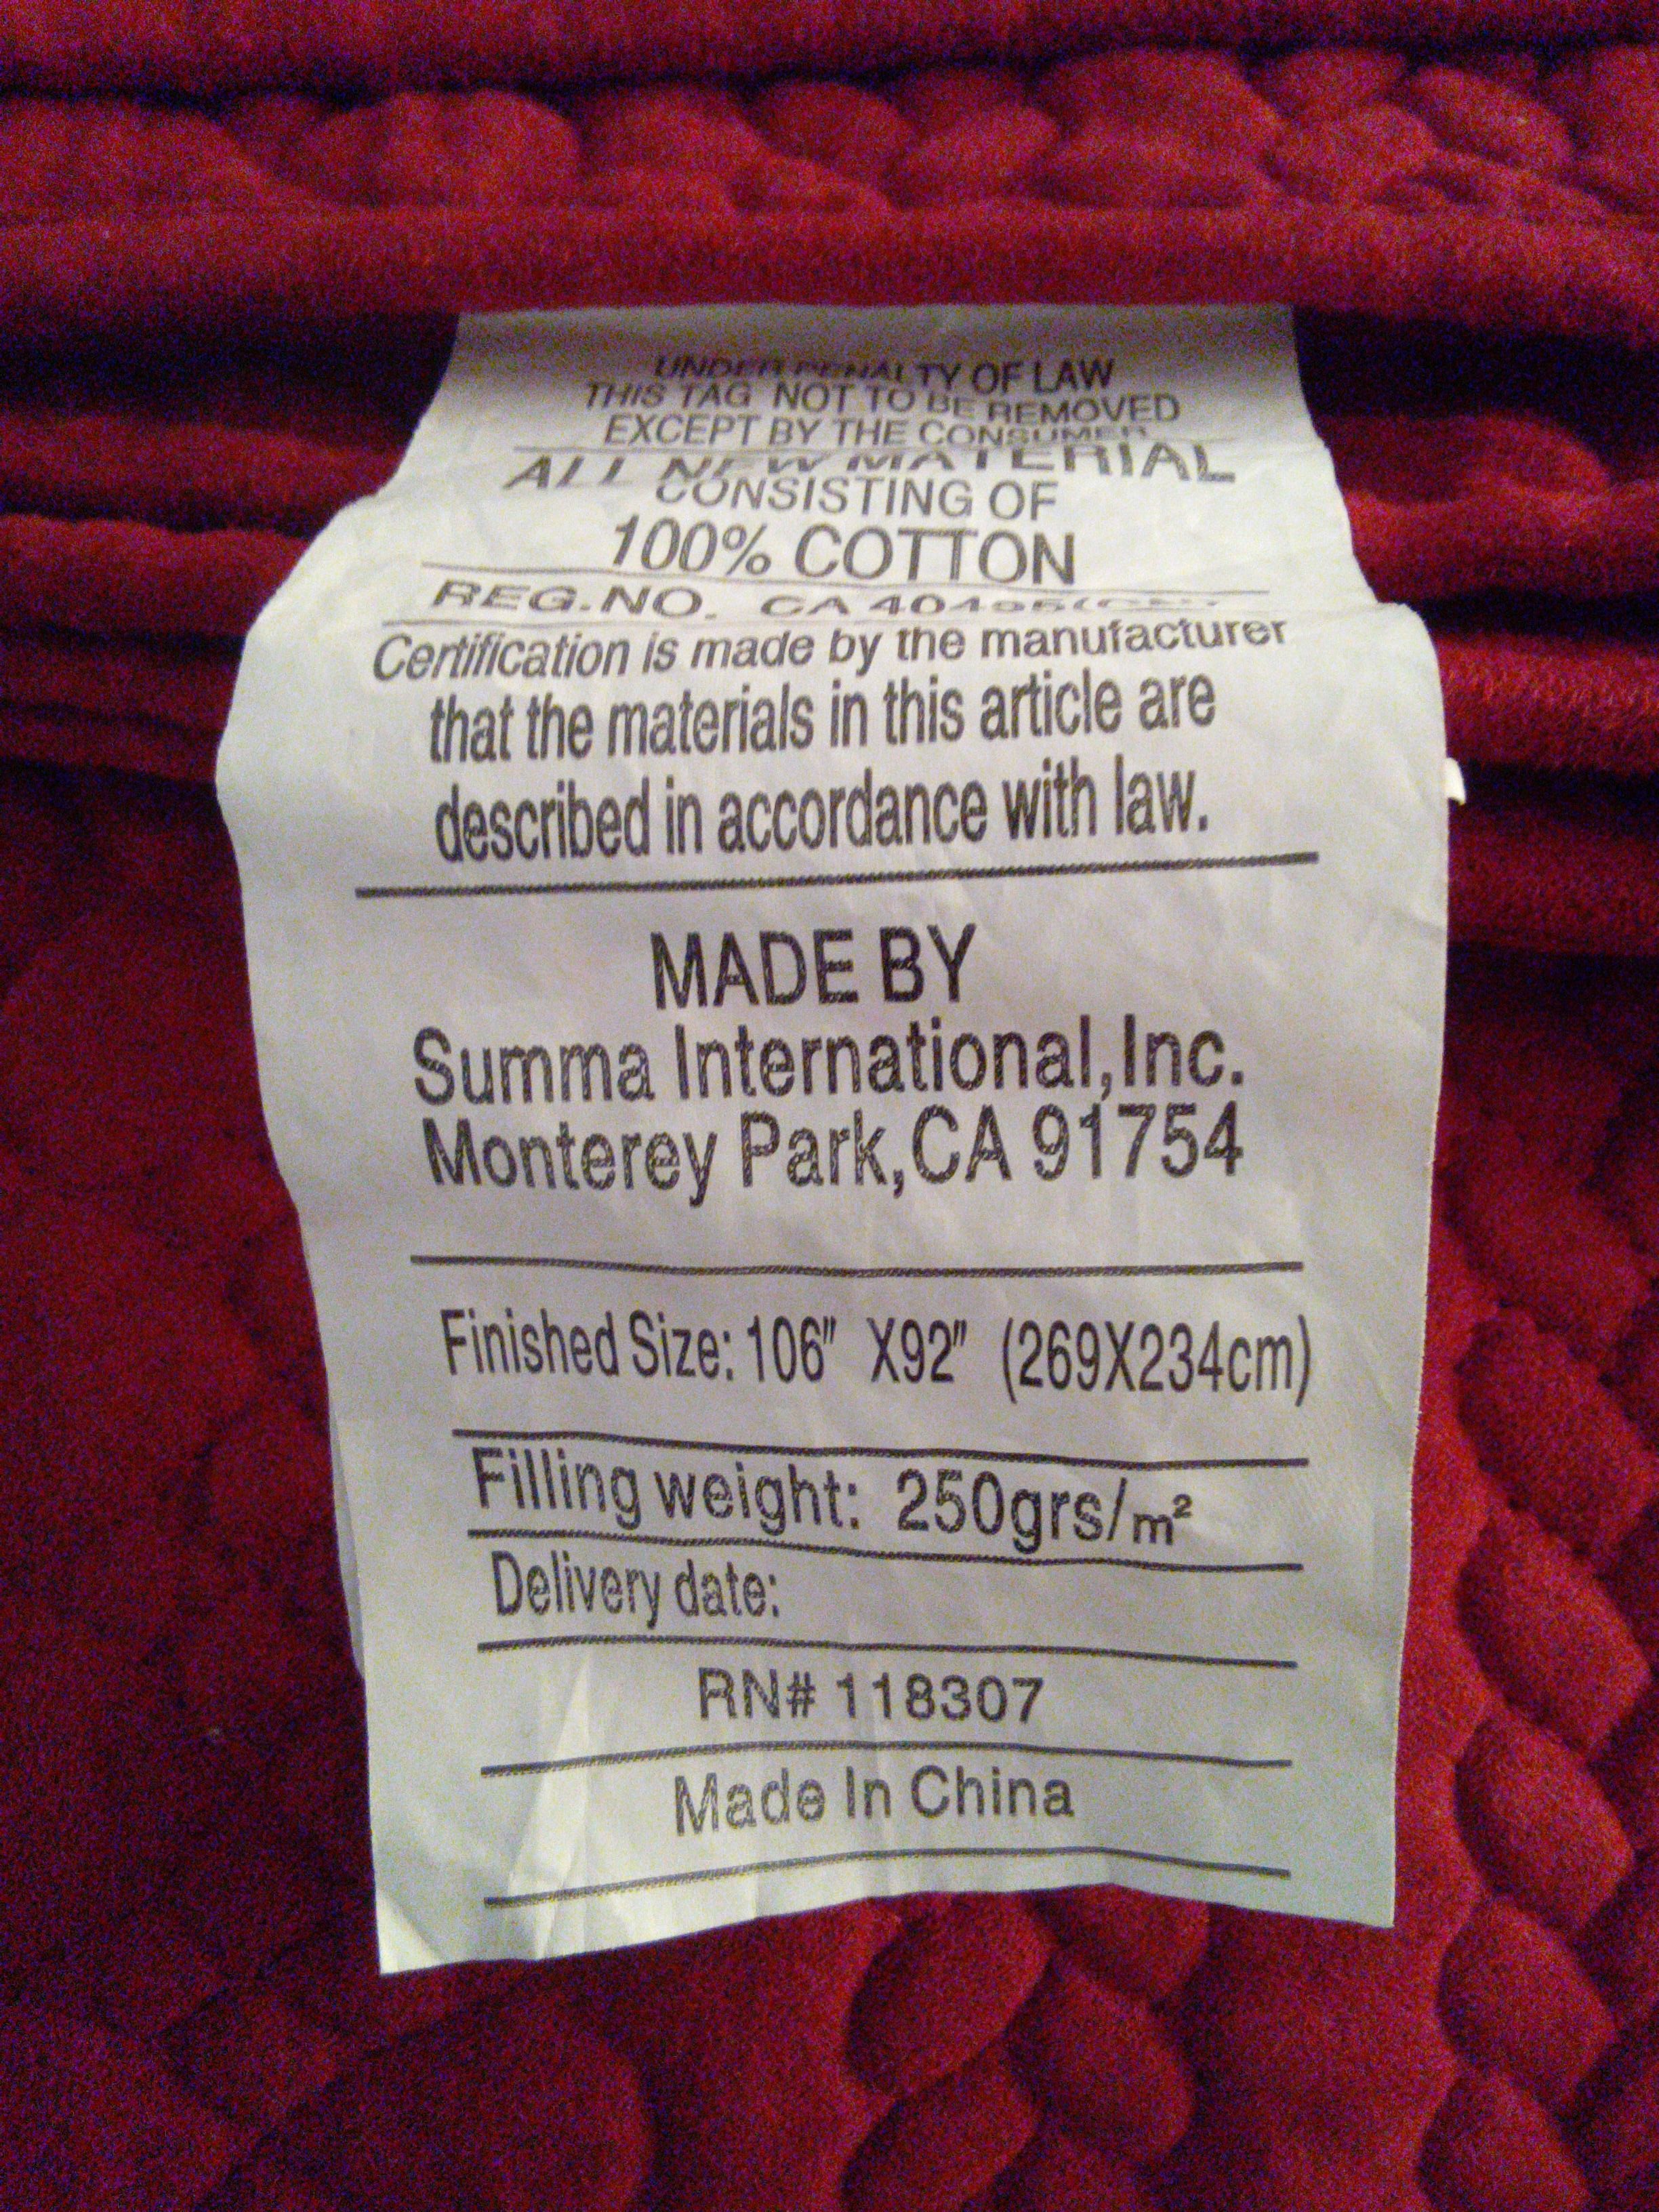 UNDER PENALTY OF LAW
THIS TAG NOT TO BE REMOVED
EXCEPT BY THE CONSUMER
ALL NEW MATERIAL
CONSISTING OF
100% COTTON
REG.NO. CA
Certification is made by the manufacturer
that the materials in this article are
described in accordance with law.
MADE BY
Summa International,Inc.
Monterey Park,CA 91754
Finished Size: 106" X92" (269X234cm)
Filling weight: 250grs/m²
Delivery date:
RN# 118307
Made In China